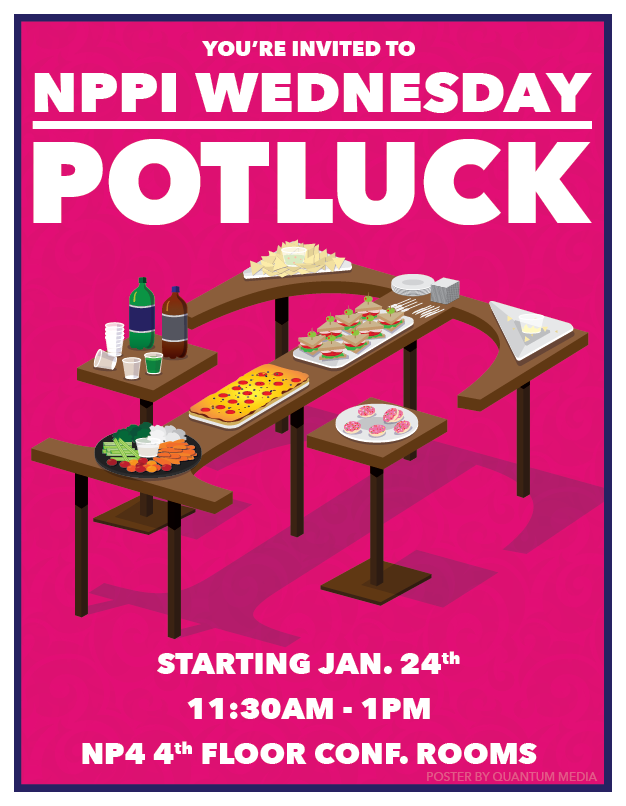 YOU'RE INVITED TO
NPPI WEDNESDAY
POTLUCK
STARTING JAN. 24th
11:30AM - 1PM
NP4 4th FLOOR CONF. ROOMS
POSTER BY QUANTUM MEDIA